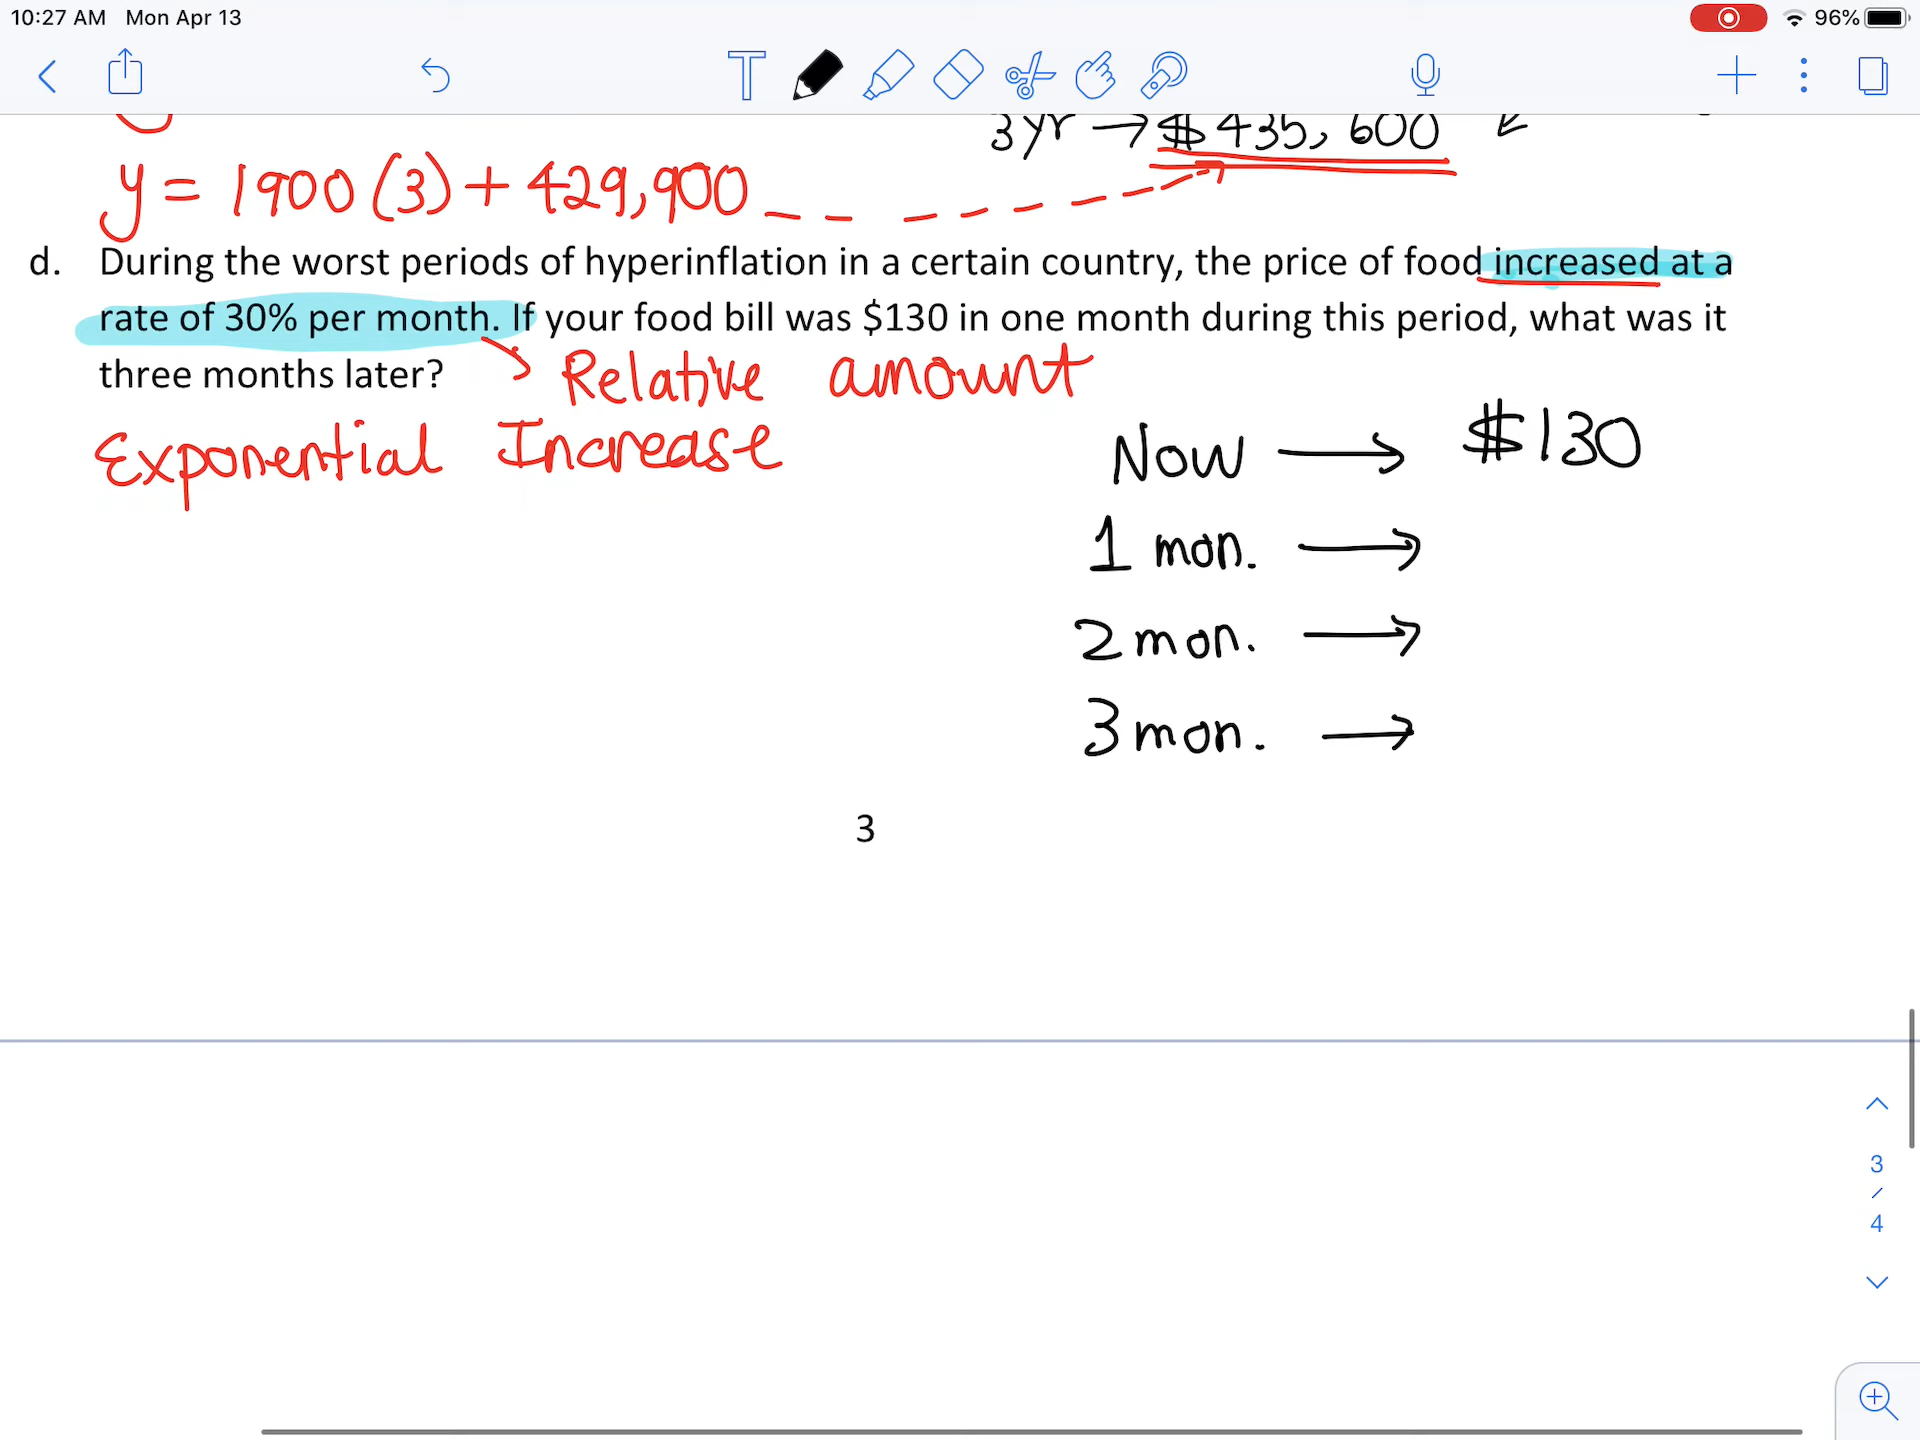 10:27 AM Mon Apr 13
96%
T
3 yr → $435,600
y = 1900 (3) + 429,900
d. During the worst periods of hyperinflation in a certain country, the price of food increased at a
rate of 30% per month. If your food bill was $130 in one month during this period, what was it
three months later?
Relative amount
Exponential Increase
Now → $130
1 mon. →
2 mon. →
3 mon. →
3
3
/
4